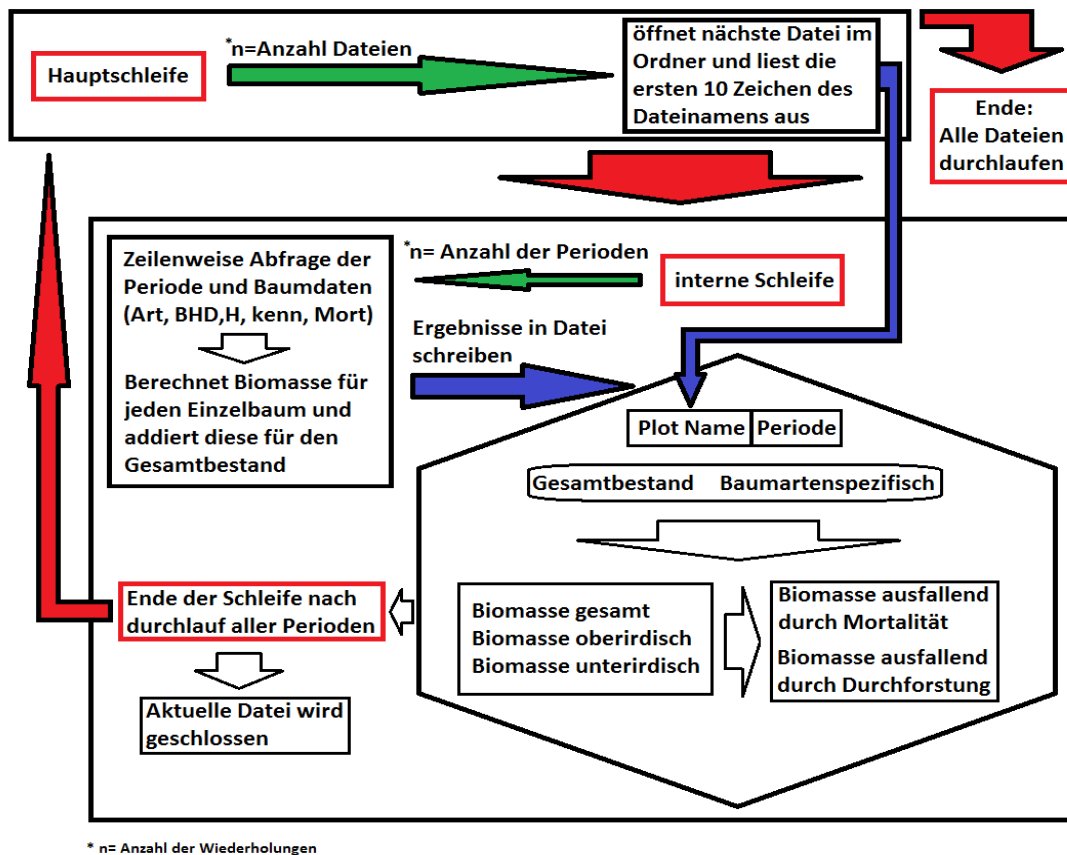 *n=Anzahl Dateien
Hauptschleife
öffnet nächste Datei im
Ordner und liest die
ersten 10 Zeichen des
Dateinamens aus
Ende:
Alle Dateien
durchlaufen
Zeilenweise Abfrage der
Periode und Baumdaten
(Art, BHD,H, kenn, Mort)
Berechnet Biomasse für
jeden Einzelbaum und
addiert diese für den
Gesamtbestand
*n= Anzahl der Perioden
interne Schleife
Ergebnisse in Datei
schreiben
Plot Name
Periode
Gesamtbestand Baumartenspezifisch
Biomasse gesamt
Biomasse oberirdisch
Biomasse unterirdisch
Biomasse ausfallend
durch Mortalität
Biomasse ausfallend
durch Durchforstung
Ende der Schleife nach
durchlauf aller Perioden
Aktuelle Datei wird
geschlossen
* n= Anzahl der Wiederholungen